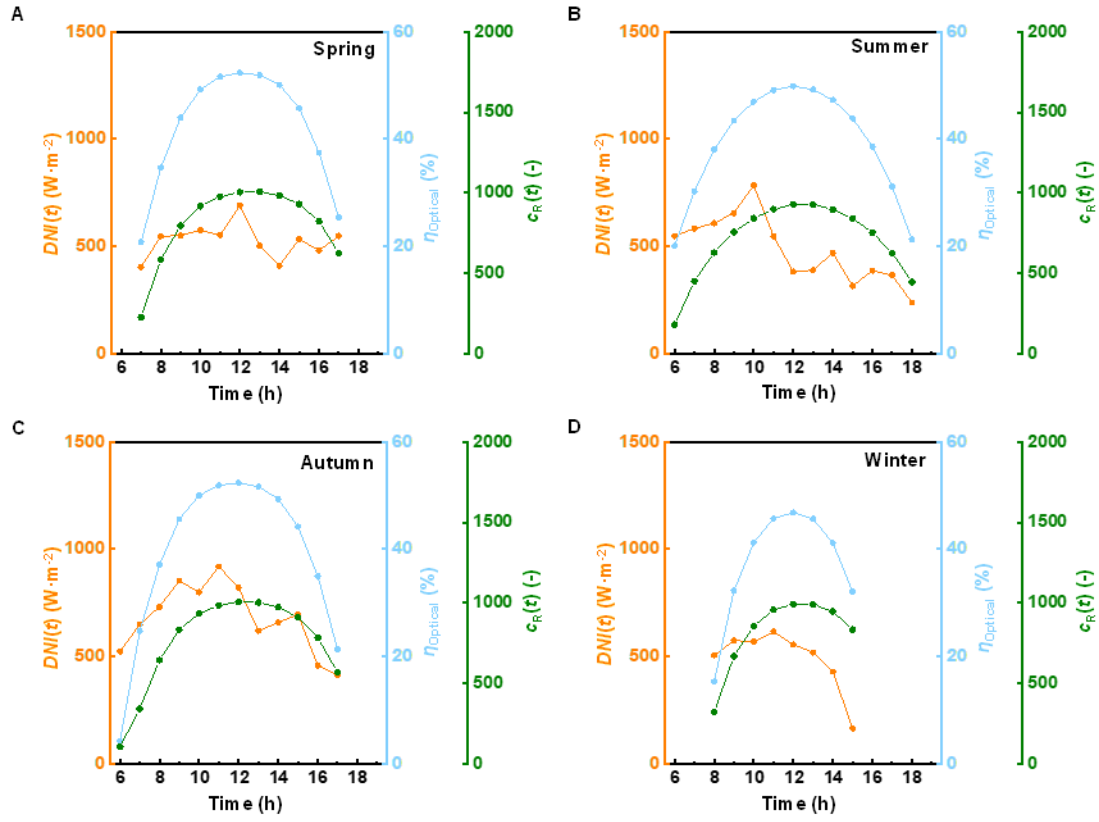 A
Spring
1500
1000
500
0
DNI(t) (W·m-2)
60
40
20
0
ηOptical (%)
2000
1500
1000
500
0
cR(t) (-)
6 8 10 12 14 16 18
Time (h)
B
Summer
1500
1000
500
0
DNI(t) (W·m-2)
60
40
20
0
ηOptical (%)
2000
1500
1000
500
0
cR(t) (-)
6 8 10 12 14 16 18
Time (h)
C
Autumn
1500
1000
500
0
DNI(t) (W·m-2)
60
40
20
0
ηOptical (%)
2000
1500
1000
500
0
cR(t) (-)
6 8 10 12 14 16 18
Time (h)
D
Winter
1500
1000
500
0
DNI(t) (W·m-2)
60
40
20
0
ηOptical (%)
2000
1500
1000
500
0
cR(t) (-)
6 8 10 12 14 16 18
Time (h)